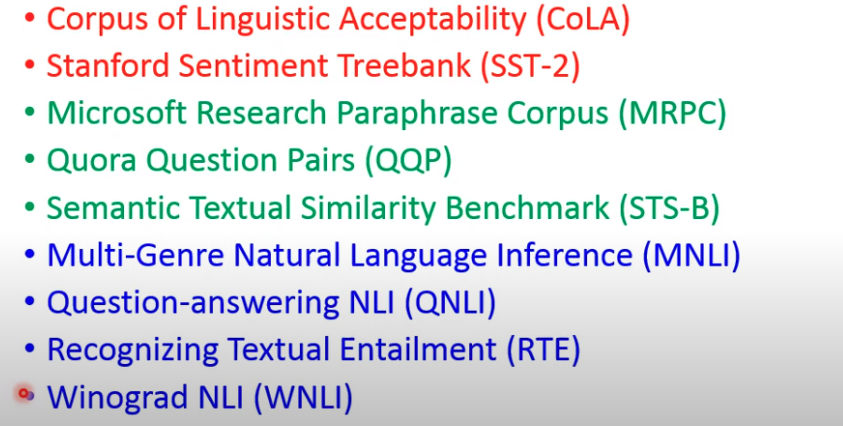 • Corpus of Linguistic Acceptability (CoLA)
• Stanford Sentiment Treebank (SST-2)
• Microsoft Research Paraphrase Corpus (MRPC)
• Quora Question Pairs (QQP)
• Semantic Textual Similarity Benchmark (STS-B)
• Multi-Genre Natural Language Inference (MNLI)
• Question-answering NLI (QNLI)
• Recognizing Textual Entailment (RTE)
• Winograd NLI (WNLI)